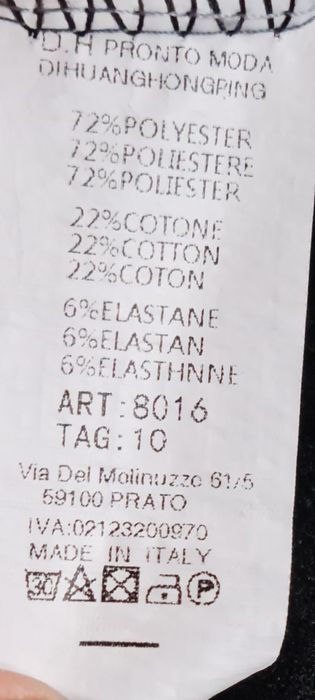 D.H PRONTO MODA
DIHUANGHONGPING
72%POLYESTER
72%POLIESTERE
72%POLIESTER
22%COTONE
22%COTTON
22%COTON
6%ELASTANE
6%ELASTAN
6%ELASTHNNE
ART:8016
TAG:10
Via Del Molinuzzo 61/5
59100 PRATO
IVA:02123200970
MADE IN ITALY
30 P